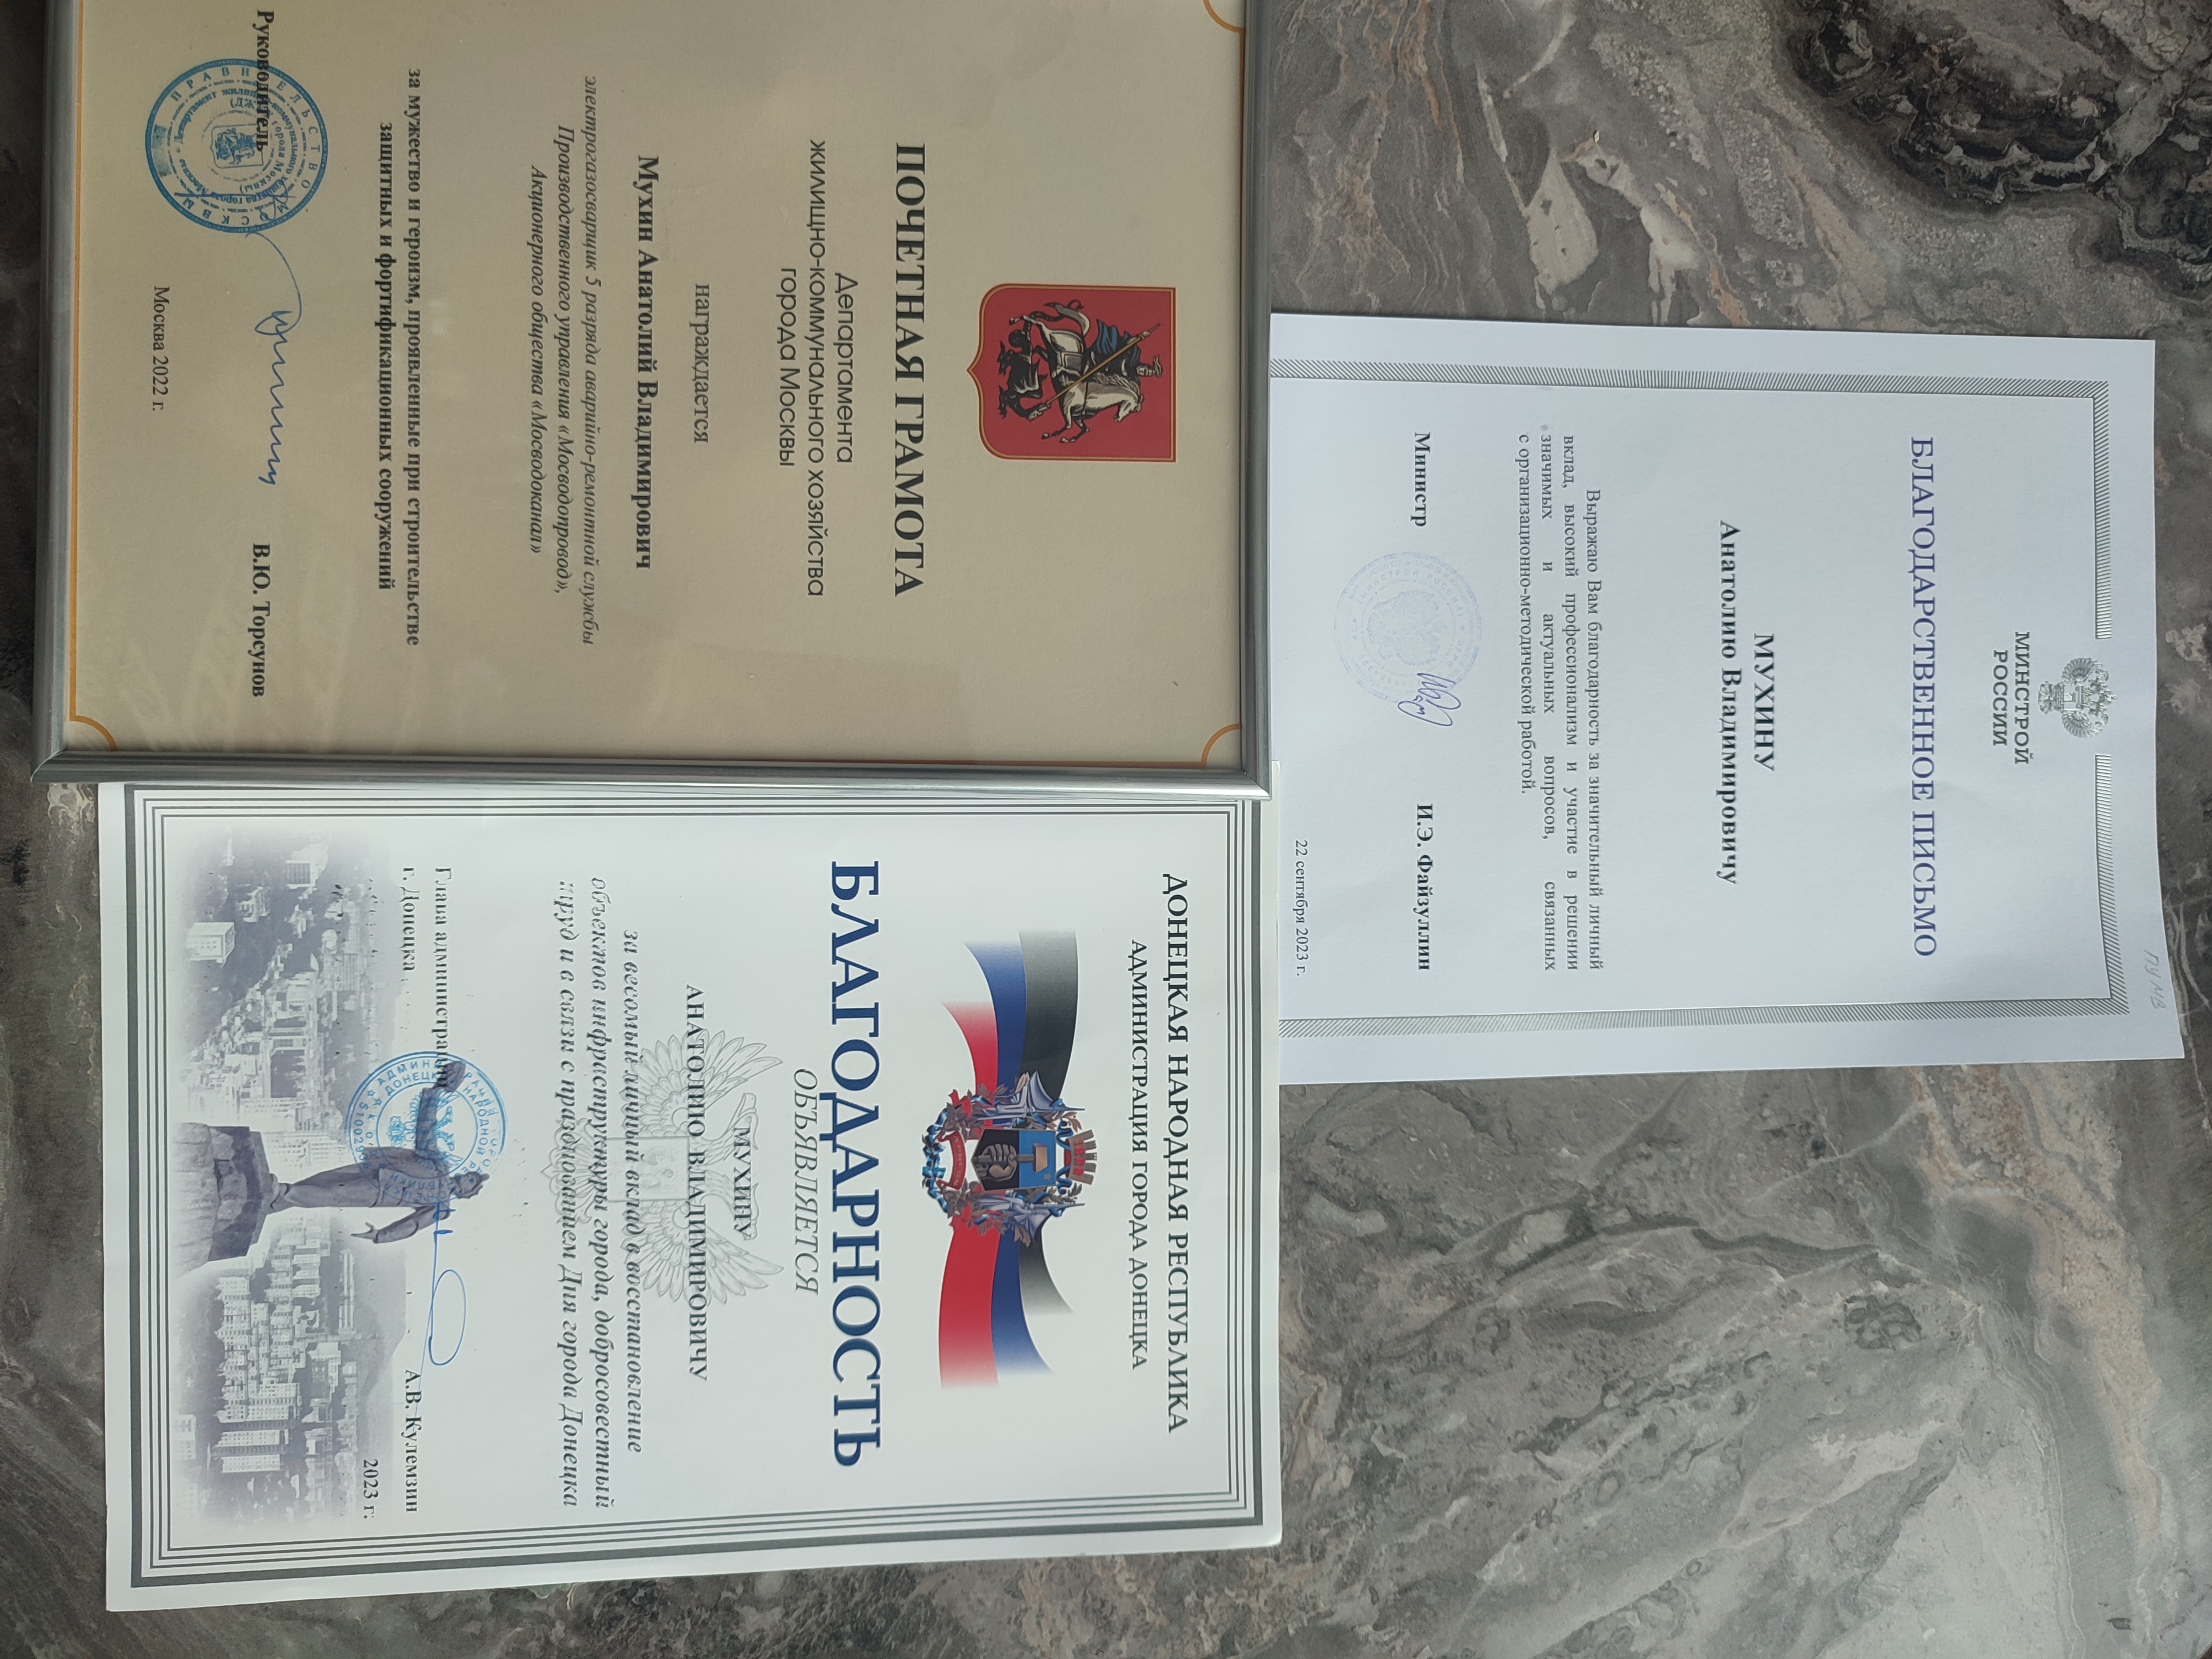 ПОЧЕТНАЯ ГРАМОТА
Департамента
жилищно-коммунального хозяйства
города Москвы
награждается
Мухин Анатолий Владимирович
электрогазосварщик 5 разряда аварийно-ремонтной службы
Производственного управления «Мосводопровод»,
Акционерного общества «Мосводоканал»
за мужество и героизм, проявленные при строительстве
защитных и фортификационных сооружений
Руководитель
В.Ю. Торсунов
Москва 2022 г.
МИНСТРОЙ
РОССИИ
БЛАГОДАРСТВЕННОЕ ПИСЬМО
МУХИНУ
Анатолию Владимировичу
Выражаю Вам благодарность за значительный личный
вклад, высокий профессионализм и участие в решении
значимых и актуальных вопросов, связанных
с организационно-методической работой.
Министр
И.Э. Файзуллин
22 сентября 2023 г.
ДОНЕЦКАЯ НАРОДНАЯ РЕСПУБЛИКА
АДМИНИСТРАЦИЯ ГОРОДА ДОНЕЦКА
БЛАГОДАРНОСТЬ
ОБЪЯВЛЯЕТСЯ
МУХИНУ
АНАТОЛИЮ ВЛАДИМИРОВИЧУ
за весомый личный вклад в восстановление
объектов инфраструктуры города, добросовестный
труд и в связи с празднованием Дня города Донецка
Глава администрации
г. Донецка
А.В. Кулемзин
2023 г.